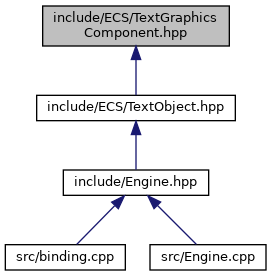 include/ECS/TextGraphics
Component.hpp
include/ECS/TextObject.hpp
include/Engine.hpp
src/binding.cpp
src/Engine.cpp